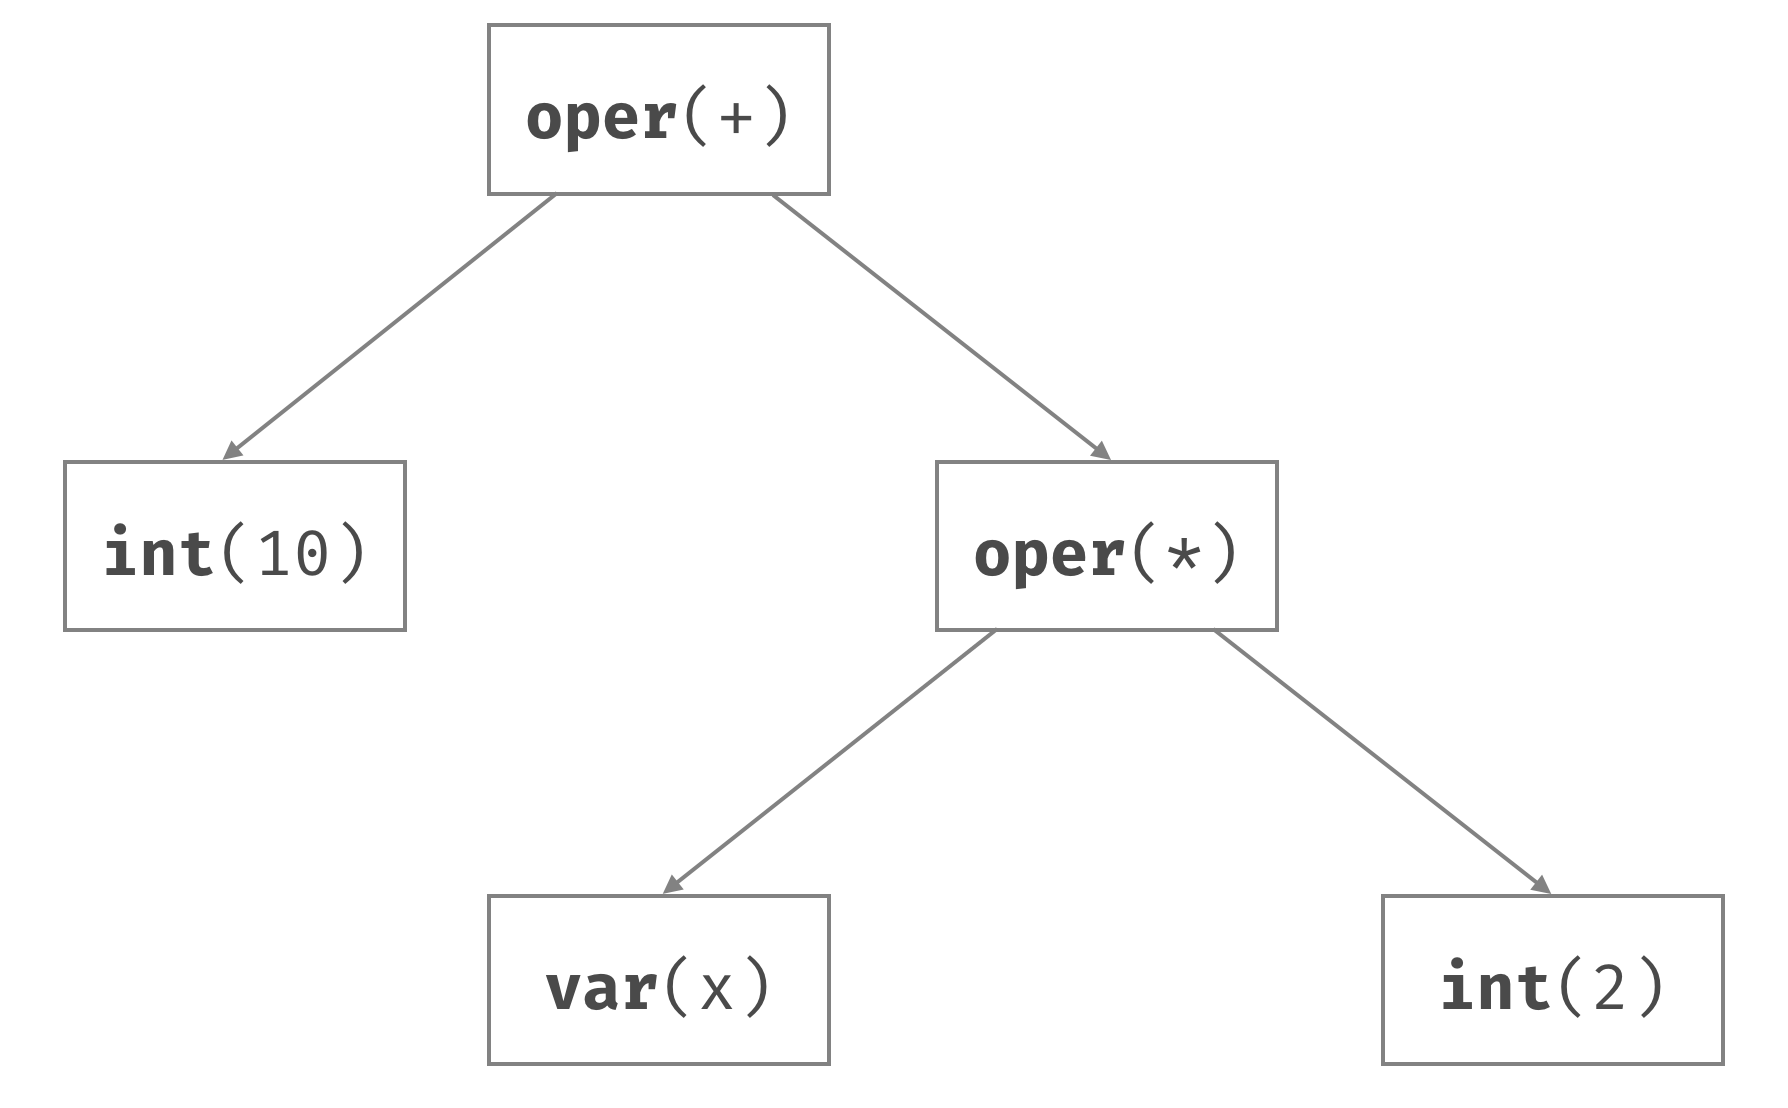 oper(+)
int(10)
oper(*)
var(x)
int(2)